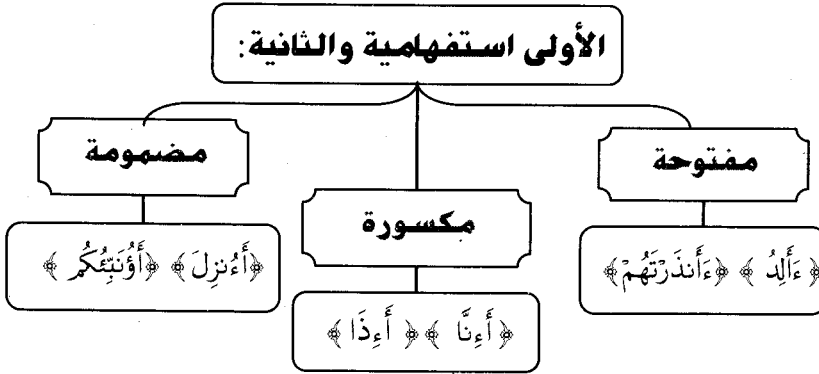 الأولى استفهامية والثانية:
مفتوحة
مكسورة
مضمومة
﴿ ءَأَلِدُ ﴾ ﴿ءَأَنذَرْتَهُمْ﴾
﴿ أَءِنَّا ﴾ ﴿ أَءِذَا ﴾
﴿أَءُنزِلَ﴾ ﴿أَؤُنَبِّئُكُم ﴾